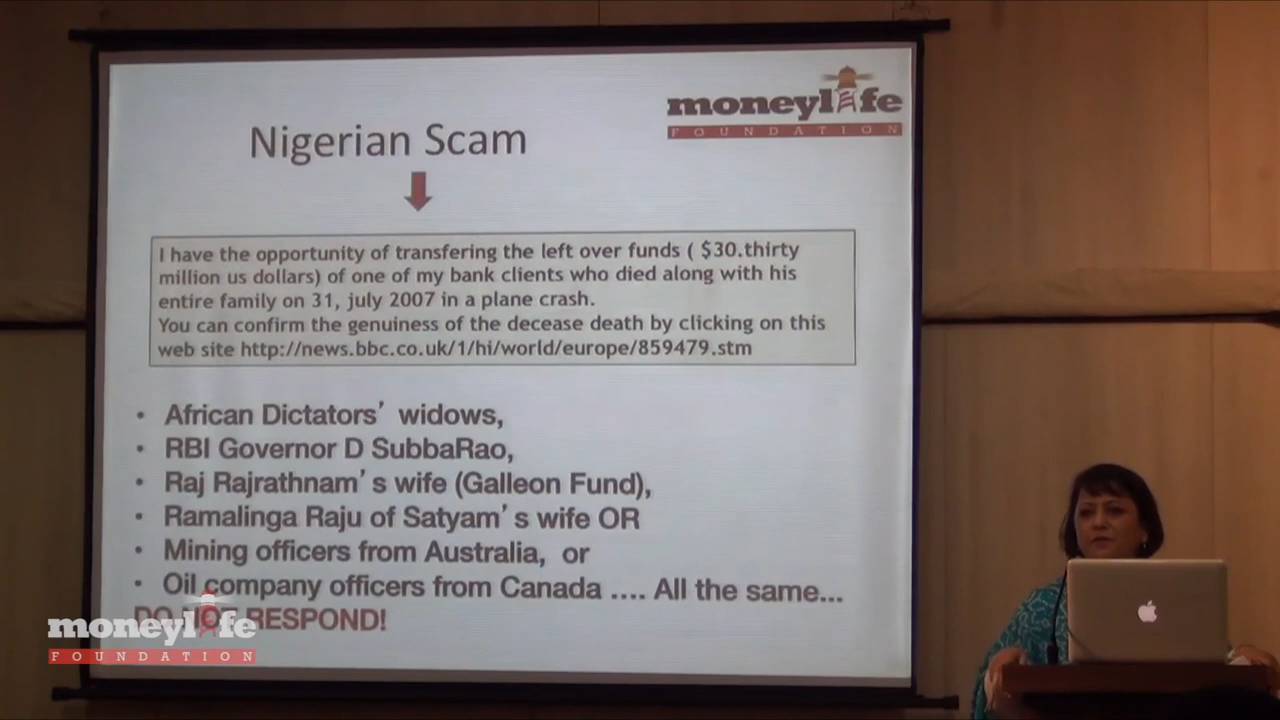 moneylife
FOUNDATION
Nigerian Scam
I have the opportunity of transfering the left over funds ( $30.thirty
million us dollars) of one of my bank clients who died along with his
entire family on 31, july 2007 in a plane crash.
You can confirm the genuiness of the decease death by clicking on this
web site http://news.bbc.co.uk/1/hi/world/europe/859479.stm
• African Dictators’ widows,
• RBI Governor D SubbaRao,
• Raj Rajrathnam’s wife (Galleon Fund),
• Ramalinga Raju of Satyam’s wife OR
• Mining officers from Australia, or
• Oil company officers from Canada .... All the same...
DO NOT RESPOND!
moneylife
FOUNDATION